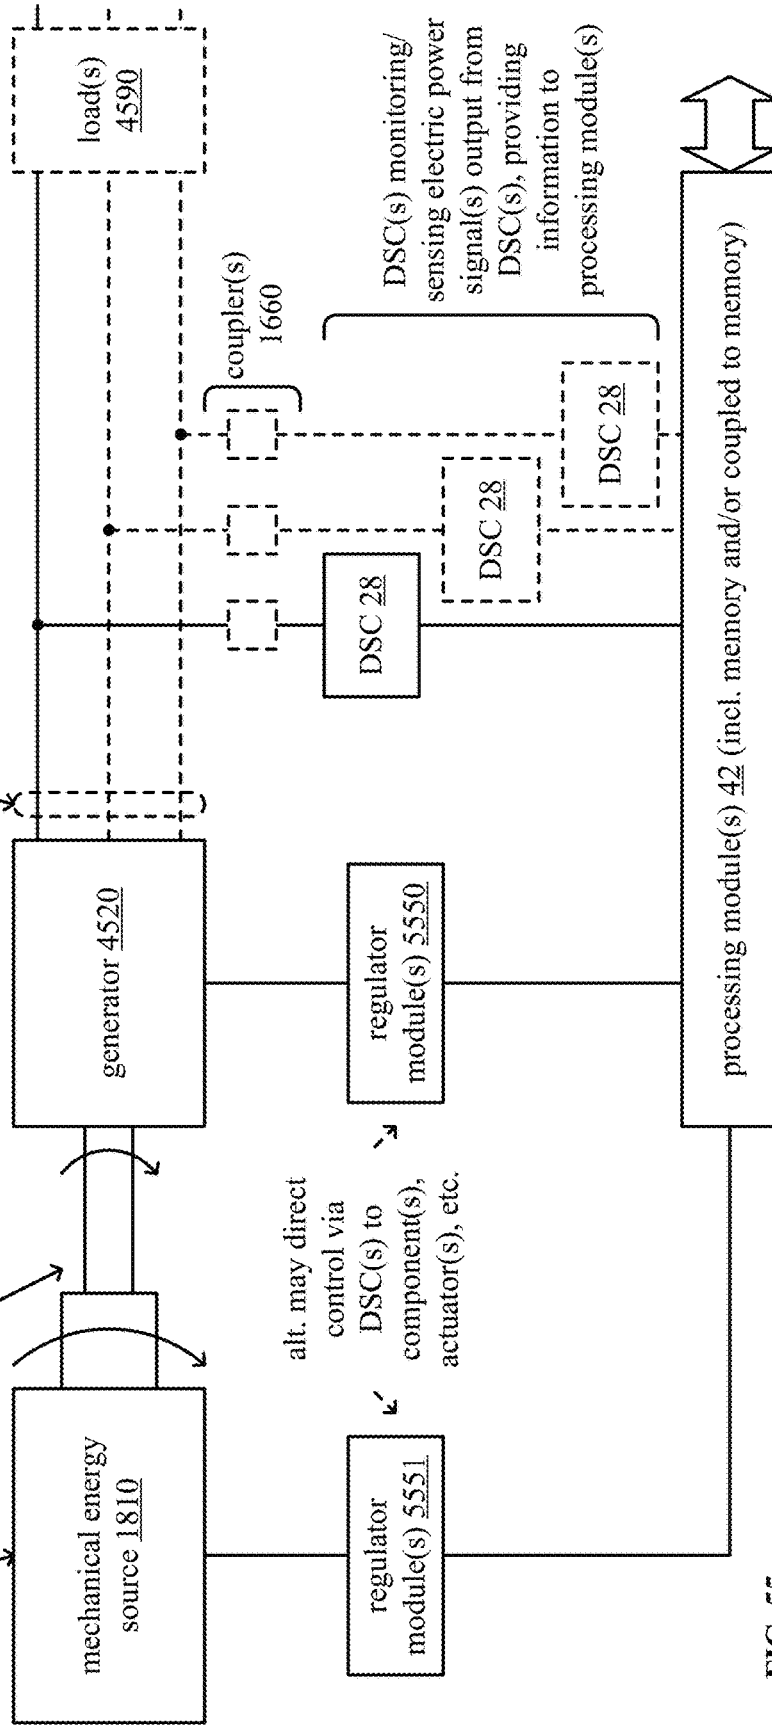 mechanical energy
source 1810
generator 4520
load(s)
4590
coupler(s)
1660
regulator
module(s) 5551
alt. may direct
control via
DSC(s) to
component(s),
actuator(s), etc.
regulator
module(s) 5550
DSC 28
DSC 28
DSC 28
DSC(s) monitoring/
sensing electric power
signal(s) output from
DSC(s), providing
information to
processing module(s)
processing module(s) 42 (incl. memory and/or coupled to memory)